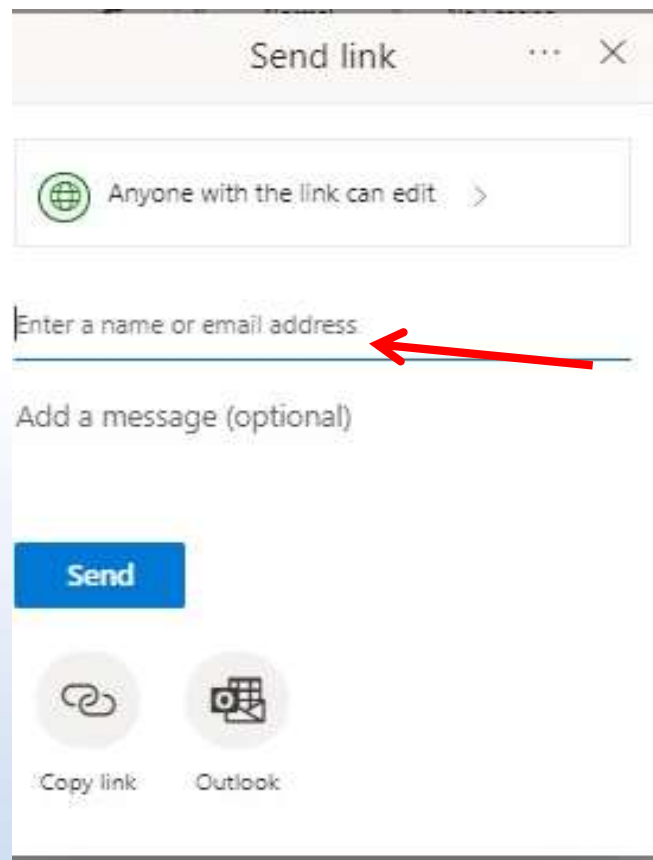 Send link
Anyone with the link can edit
Enter a name or email address
Add a message (optional)
Send
Copy link Outlook